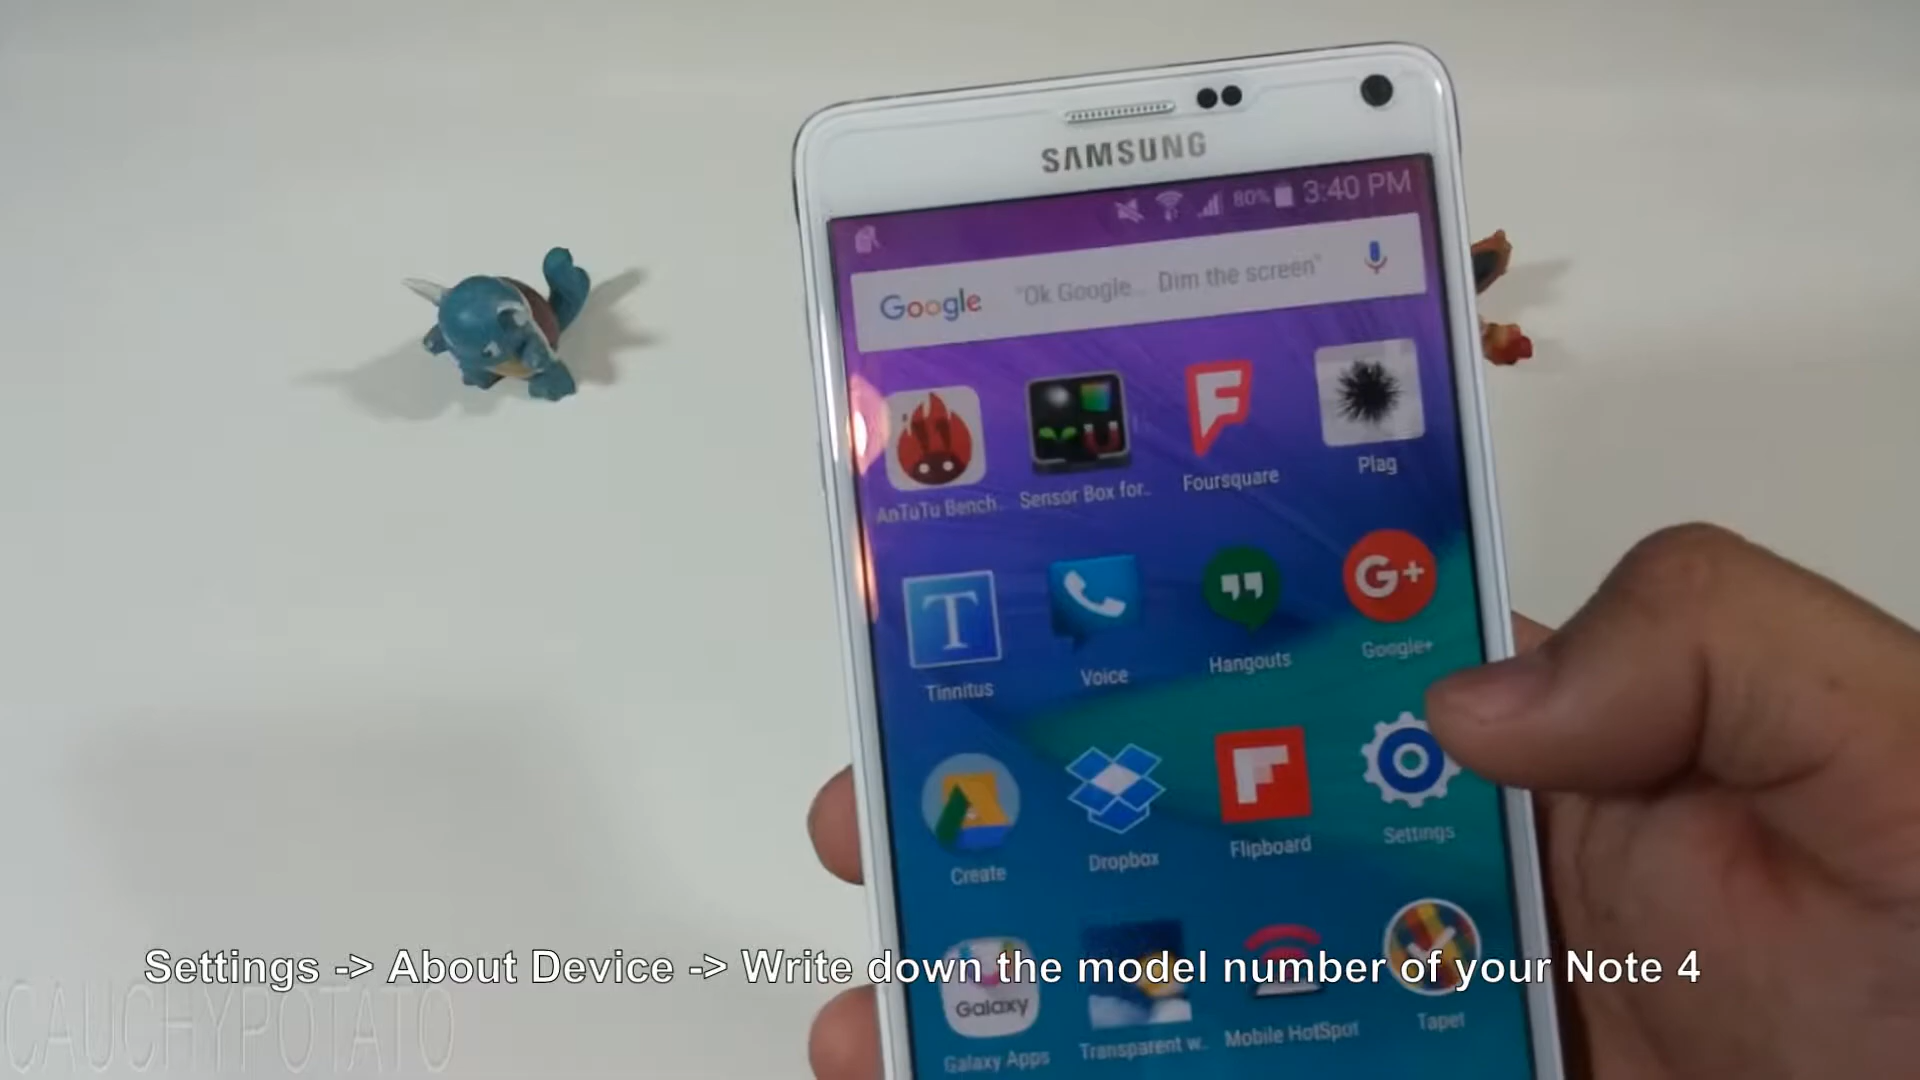 SAMSUNG
80% 3:40 PM
Google "Ok Google... Dim the screen"
AnTuTu Bench..
Sensor Box for..
Foursquare
Plag
T
G+
Tinnitus
Voice
Hangouts
Google+
Create
Dropbox
Flipboard
Settings
Settings -> About Device -> Write down the model number of your Note 4
Galaxy
Galaxy Apps
Transparent w..
Mobile HotSpot
Tapet
CAUCHYPOTATO